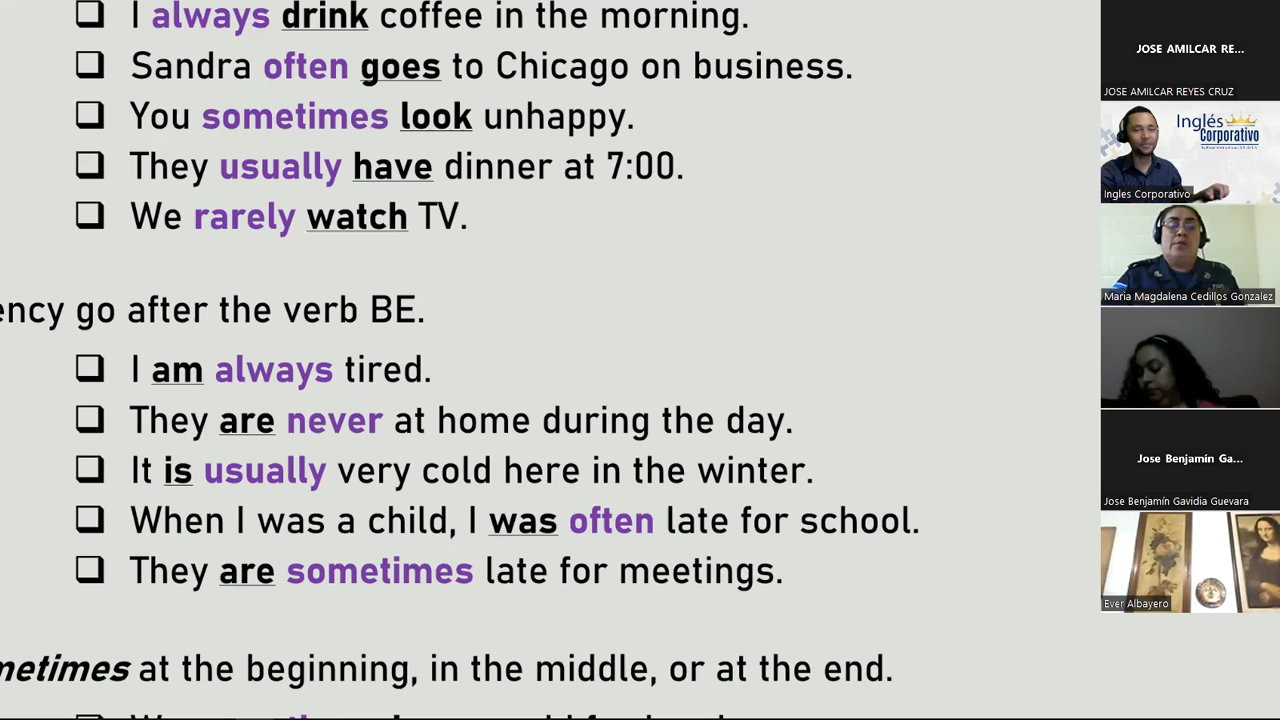 I always drink coffee in the morning.
Sandra often goes to Chicago on business.
You sometimes look unhappy.
They usually have dinner at 7:00.
We rarely watch TV.
ency go after the verb BE.
I am always tired.
They are never at home during the day.
It is usually very cold here in the winter.
When I was a child, I was often late for school.
They are sometimes late for meetings.
metimes at the beginning, in the middle, or at the end.
JOSE AMILCAR RE...
JOSE AMILCAR REYES CRUZ
Inglés
Corporativo
Ingles Corporativo
Maria Magdalena Cedillos Gonzalez
Jose Benjamín Ga...
Jose Benjamín Gavidia Guevara
Ever Albayero